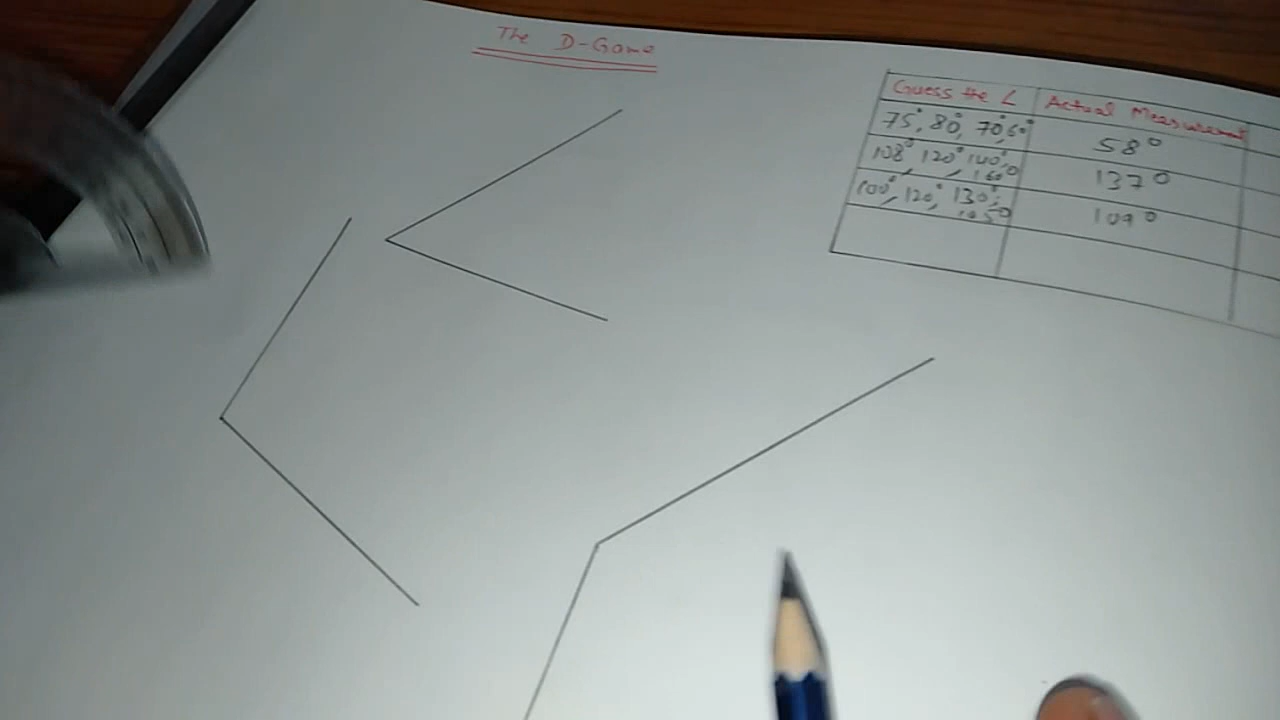 The D-Game
Guess the ∠ Actual Measurement
75°, 80°, 70°, 60° 58°
108°, 120°, 140°, 160° 137°
100°, 120°, 130°, 105° 109°